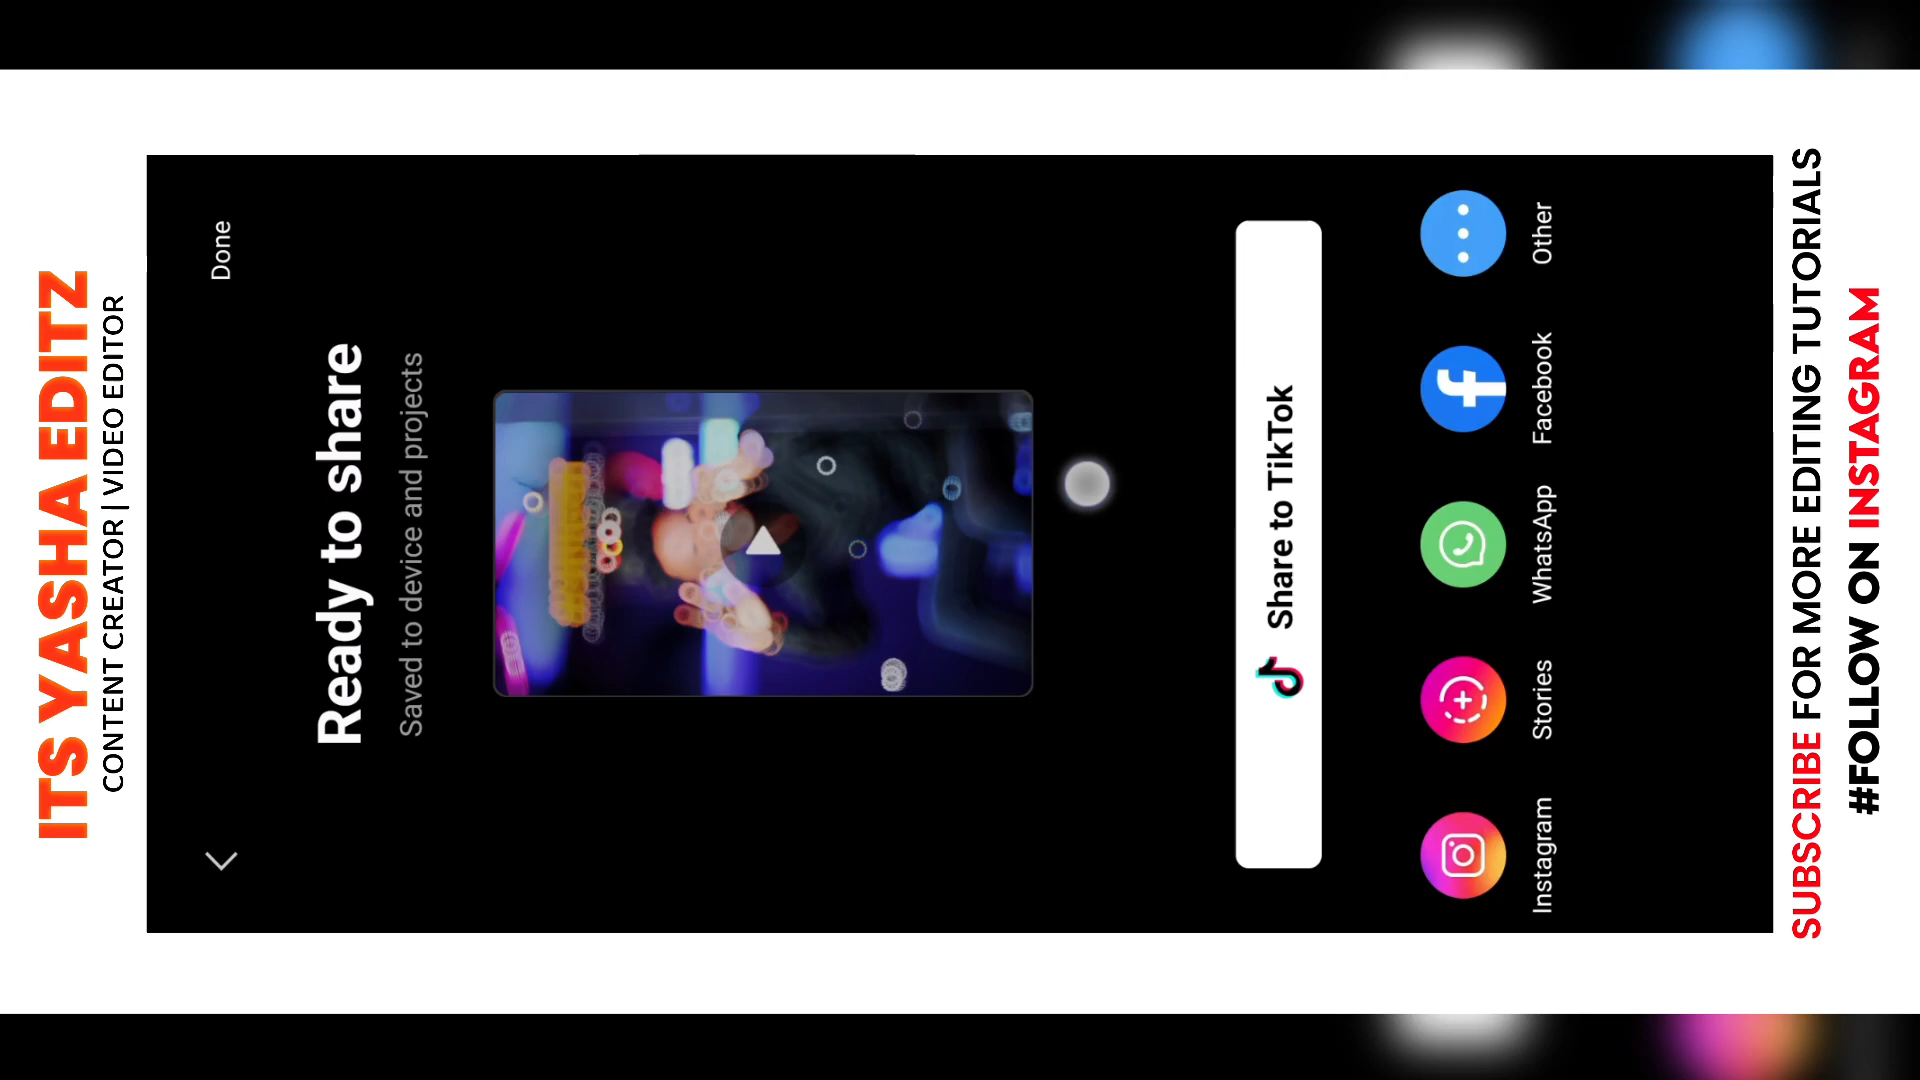 ITS YASHA EDITZ
CONTENT CREATOR | VIDEO EDITOR
Done
Ready to share
Saved to device and projects
Share to TikTok
Instagram
Stories
WhatsApp
Facebook
Other
SUBSCRIBE FOR MORE EDITING TUTORIALS
#FOLLOW ON INSTAGRAM